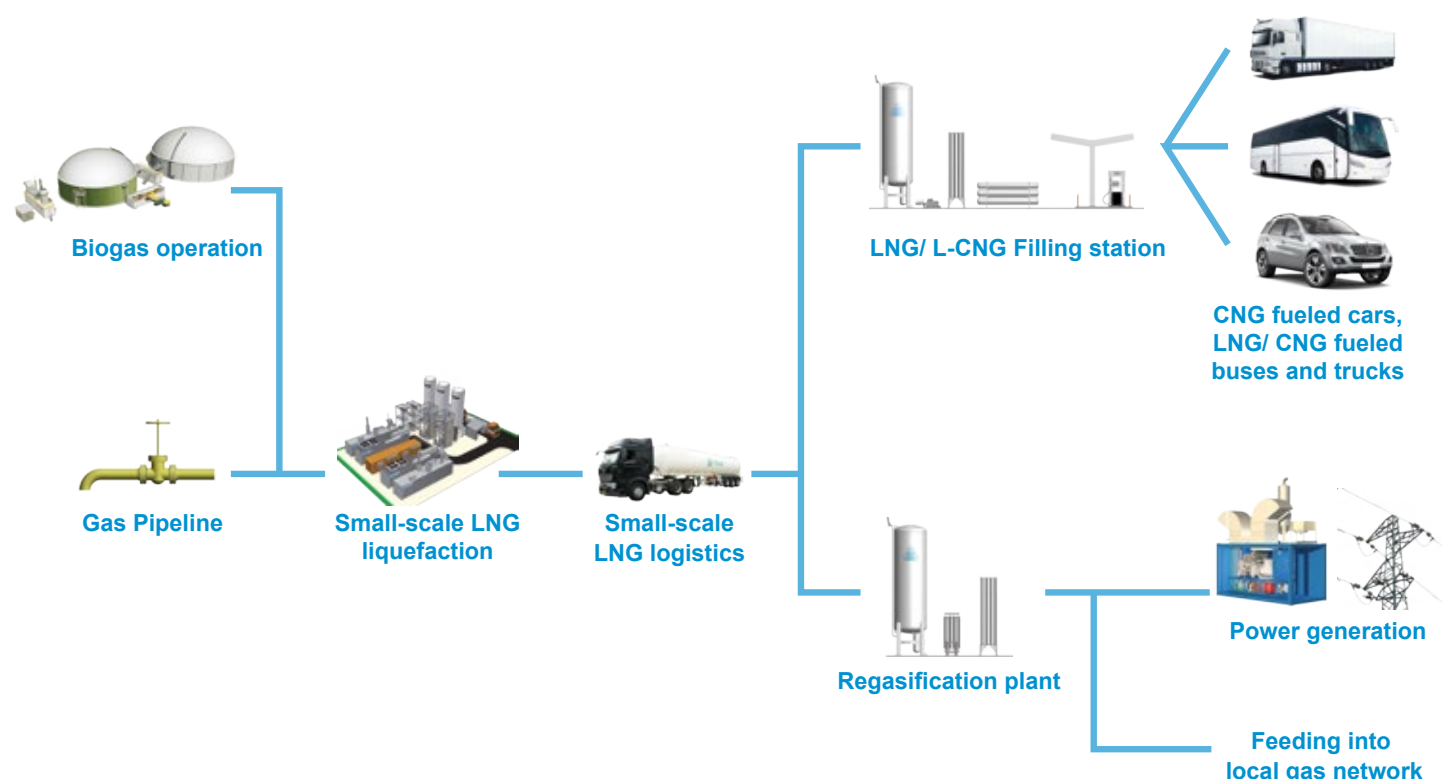 Biogas operation
LNG/ L-CNG Filling station
CNG fueled cars,
LNG/ CNG fueled
buses and trucks
Gas Pipeline
Small-scale LNG
liquefaction
Small-scale
LNG logistics
Regasification plant
Power generation
Feeding into
local gas network